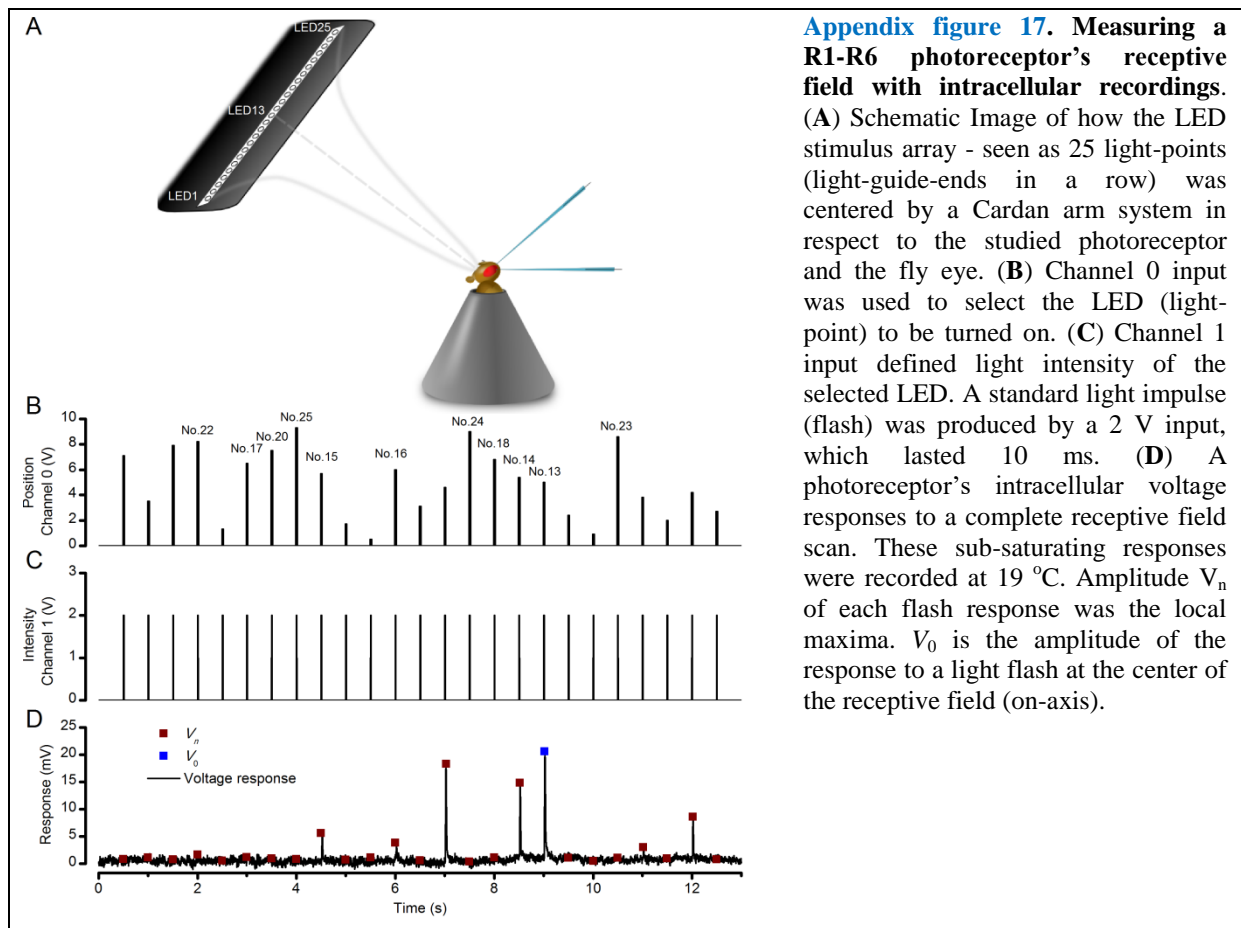 A
LED25
LED13
LED1
B
10
8
6
4
2
0
Position
Channel 0 (V)
No.22
No.17
No.20
No.25
No.15
No.16
No.24
No.18
No.14
No.13
No.23
C
3
2
1
0
Intensity
Channel 1 (V)
D
25
20
15
10
5
0
Response (mV)
Vn
V0
Voltage response
0 2 4 6 8 10 12
Time (s)
Appendix figure 17. Measuring a
R1-R6 photoreceptor’s receptive
field with intracellular recordings.
(A) Schematic Image of how the LED
stimulus array - seen as 25 light-points
(light-guide-ends in a row) was
centered by a Cardan arm system in
respect to the studied photoreceptor
and the fly eye. (B) Channel 0 input
was used to select the LED (light-
point) to be turned on. (C) Channel 1
input defined light intensity of the
selected LED. A standard light impulse
(flash) was produced by a 2 V input,
which lasted 10 ms. (D) A
photoreceptor’s intracellular voltage
responses to a complete receptive field
scan. These sub-saturating responses
were recorded at 19 °C. Amplitude Vn
of each flash response was the local
maxima. V0 is the amplitude of the
response to a light flash at the center of
the receptive field (on-axis).